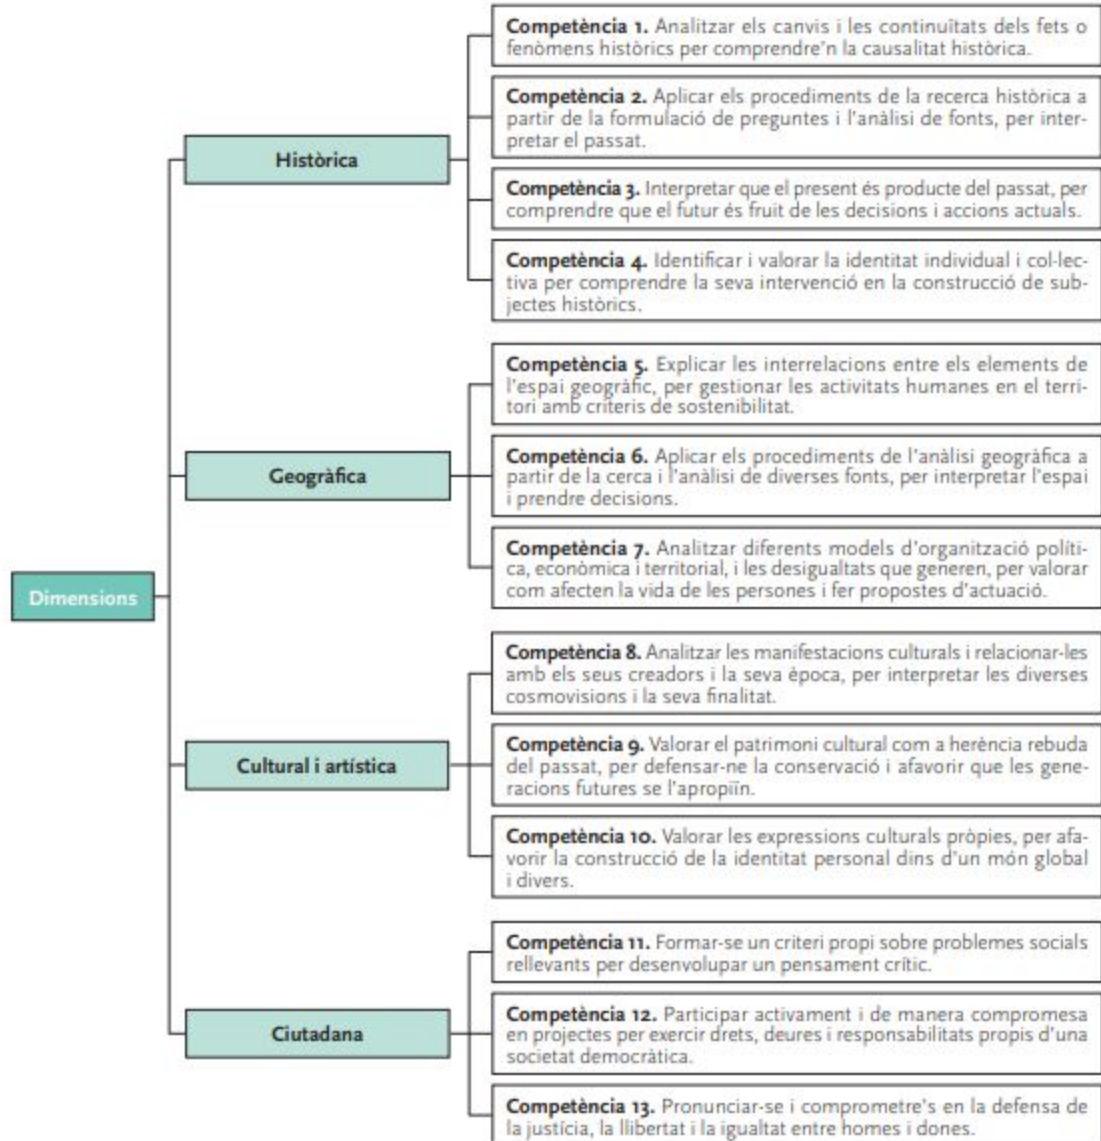 Dimensions
Històrica
Competència 1. Analitzar els canvis i les continuïtats dels fets o
fenòmens històrics per comprendre’n la causalitat històrica.
Competència 2. Aplicar els procediments de la recerca històrica a
partir de la formulació de preguntes i l’anàlisi de fonts, per inter-
pretar el passat.
Competència 3. Interpretar que el present és producte del passat, per
comprendre que el futur és fruit de les decisions i accions actuals.
Competència 4. Identificar i valorar la identitat individual i col·lec-
tiva per comprendre la seva intervenció en la construcció de sub-
jectes històrics.
Geogràfica
Competència 5. Explicar les interrelacions entre els elements de
l’espai geogràfic, per gestionar les activitats humanes en el terri-
tori amb criteris de sostenibilitat.
Competència 6. Aplicar els procediments de l’anàlisi geogràfica a
partir de la cerca i l’anàlisi de diverses fonts, per interpretar l’espai
i prendre decisions.
Competència 7. Analitzar diferents models d’organització políti-
ca, econòmica i territorial, i les desigualtats que generen, per valorar
com afecten la vida de les persones i fer propostes d’actuació.
Cultural i artística
Competència 8. Analitzar les manifestacions culturals i relacionar-les
amb els seus creadors i la seva època, per interpretar les diverses
cosmovisions i la seva finalitat.
Competència 9. Valorar el patrimoni cultural com a herència rebuda
del passat, per defensar-ne la conservació i afavorir que les gene-
racions futures se l’apropiïn.
Competència 10. Valorar les expressions culturals pròpies, per afa-
vorir la construcció de la identitat personal dins d’un món global
i divers.
Ciutadana
Competència 11. Formar-se un criteri propi sobre problemes socials
rellevants per desenvolupar un pensament crític.
Competència 12. Participar activament i de manera compromesa
en projectes per exercir drets, deures i responsabilitats propis d’una
societat democràtica.
Competència 13. Pronunciar-se i comprometre’s en la defensa de
la justícia, la llibertat i la igualtat entre homes i dones.